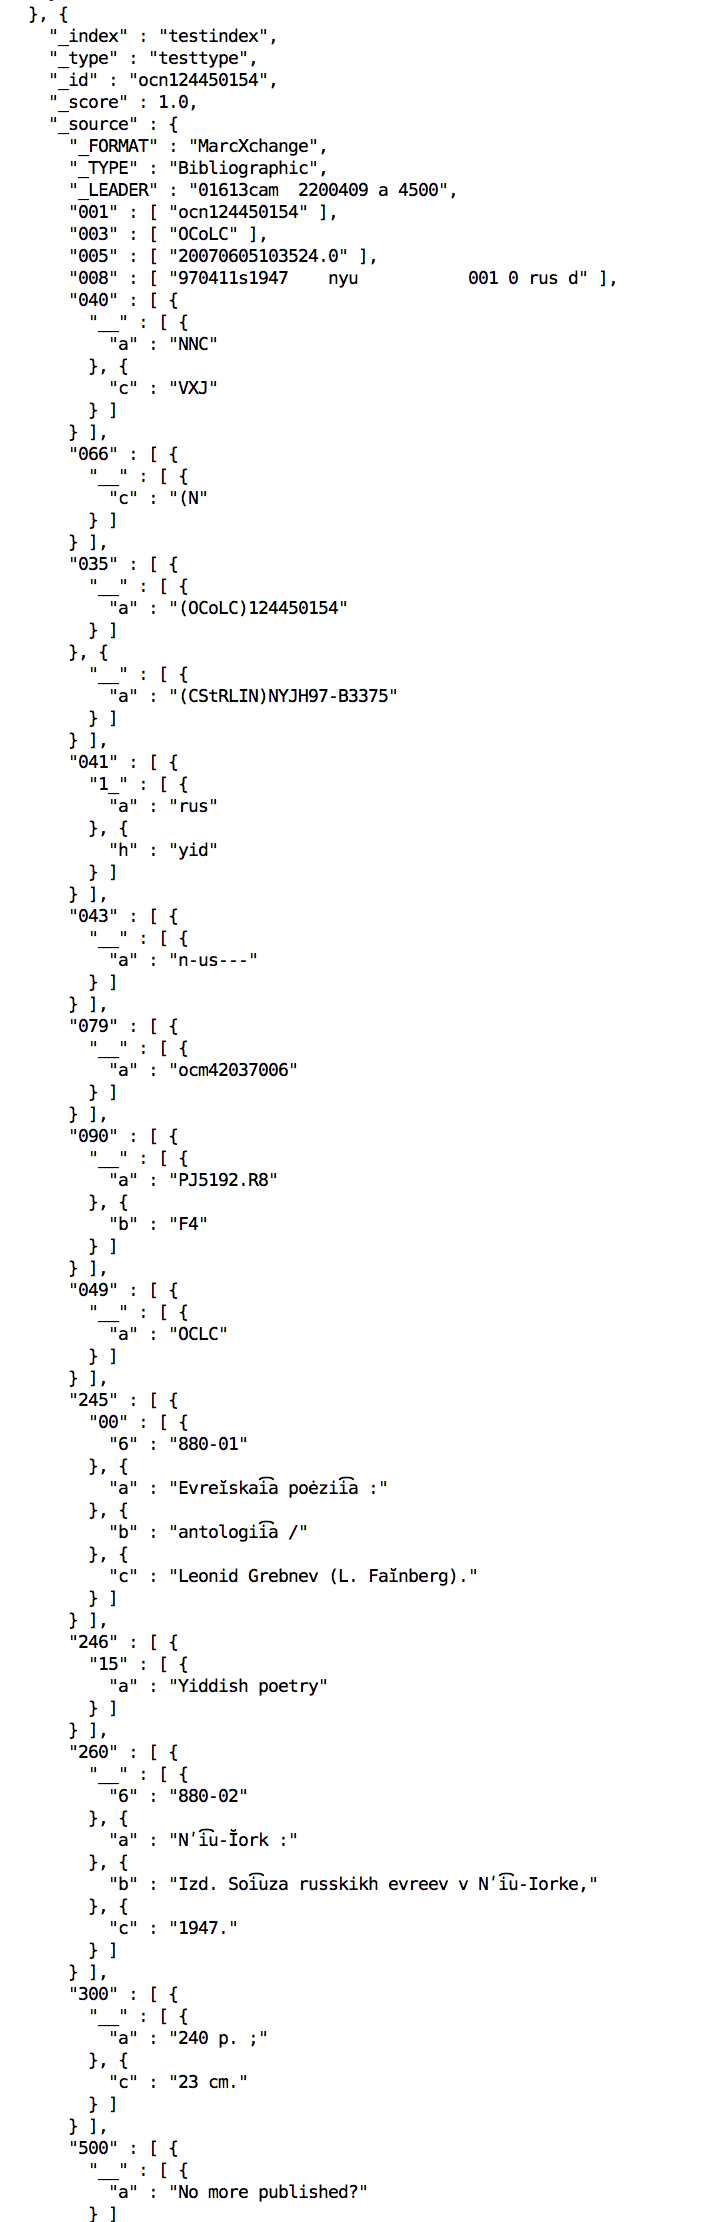 }, {
"_index" : "testindex",
"_type" : "testtype",
"_id" : "ocn124450154",
"_score" : 1.0,
"_source" : {
"_FORMAT" : "MarcXchange",
"_TYPE" : "Bibliographic",
"_LEADER" : "01613cam  2200409 a 4500",
"001" : [ "ocn124450154" ],
"003" : [ "OCoLC" ],
"005" : [ "20070605103524.0" ],
"008" : [ "970411s1947    nyu           001 0 rus d" ],
"040" : [ {
"__" : [ {
"a" : "NNC"
}, {
"c" : "VXJ"
} ]
} ],
"066" : [ {
"__" : [ {
"c" : "(N"
} ]
} ],
"035" : [ {
"__" : [ {
"a" : "(OCoLC)124450154"
} ]
}, {
"__" : [ {
"a" : "(CStRLIN)NYJH97-B3375"
} ]
} ],
"041" : [ {
"1_" : [ {
"a" : "rus"
}, {
"h" : "yid"
} ]
} ],
"043" : [ {
"__" : [ {
"a" : "n-us---"
} ]
} ],
"079" : [ {
"__" : [ {
"a" : "ocm42037006"
} ]
} ],
"090" : [ {
"__" : [ {
"a" : "PJ5192.R8"
}, {
"b" : "F4"
} ]
} ],
"049" : [ {
"__" : [ {
"a" : "OCLC"
} ]
} ],
"245" : [ {
"00" : [ {
"6" : "880-01"
}, {
"a" : "Evreĭskai͡a poėzii͡a :"
}, {
"b" : "antologii͡a /"
}, {
"c" : "Leonid Grebnev (L. Faĭnberg)."
} ]
} ],
"246" : [ {
"15" : [ {
"a" : "Yiddish poetry"
} ]
} ],
"260" : [ {
"__" : [ {
"6" : "880-02"
}, {
"a" : "Nʹi͡u-Ĭork :"
}, {
"b" : "Izd. Soi͡uza russkikh evreev v Nʹi͡u-Iorke,"
}, {
"c" : "1947."
} ]
} ],
"300" : [ {
"__" : [ {
"a" : "240 p. ;"
}, {
"c" : "23 cm."
} ]
} ],
"500" : [ {
"__" : [ {
"a" : "No more published?"
} ]